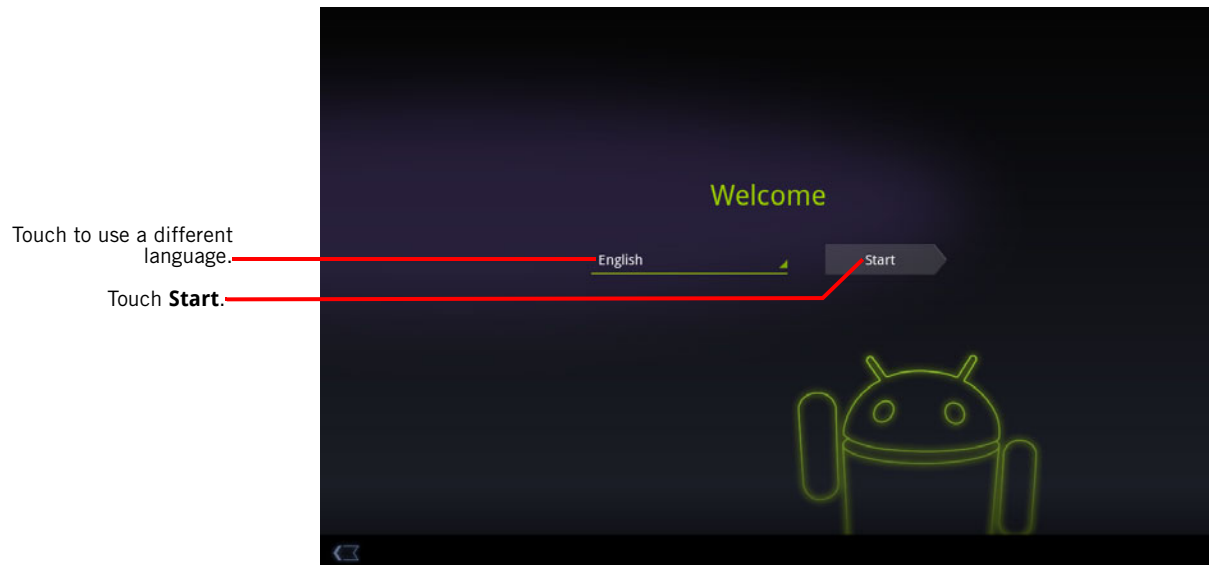 Welcome
Touch to use a different
language.
English
Start
Touch Start.